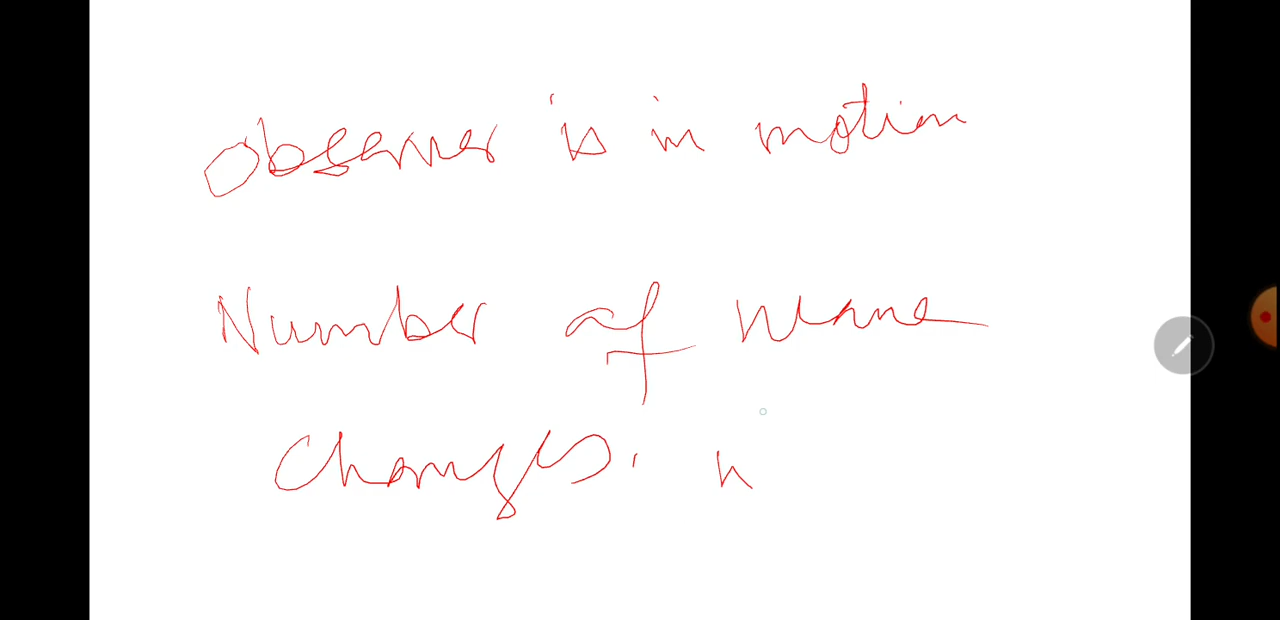 Observer is in motion
Number of wave
Changes.